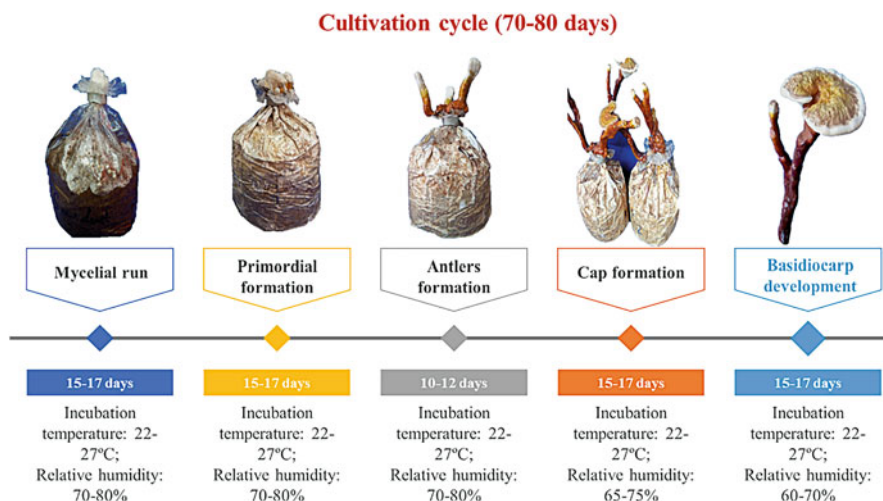 Cultivation cycle (70-80 days)
Mycelial run
Primordial
formation
Antlers
formation
Cap formation
Basidiocarp
development
15-17 days
15-17 days
10-12 days
15-17 days
15-17 days
Incubation
temperature: 22-
27ºC;
Relative humidity:
70-80%
Incubation
temperature: 22-
27ºC;
Relative humidity:
70-80%
Incubation
temperature: 22-
27ºC;
Relative humidity:
70-80%
Incubation
temperature: 22-
27ºC;
Relative humidity:
65-75%
Incubation
temperature: 22-
27ºC;
Relative humidity:
60-70%